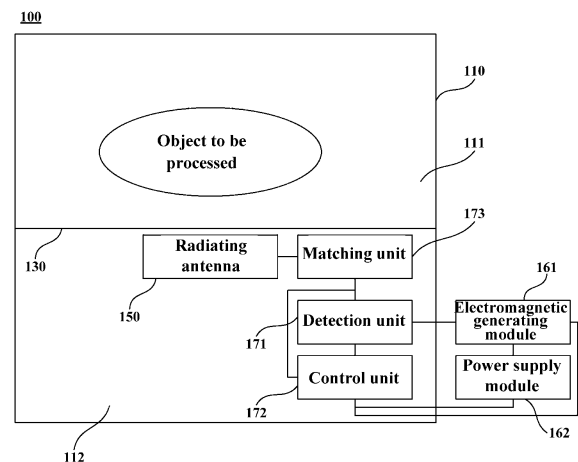 100
110
Object to be
processed
111
130
173
Radiating
antenna
Matching unit
161
150
Detection unit
Electromagnetic
generating
module
171
Control unit
Power supply
module
172
162
112